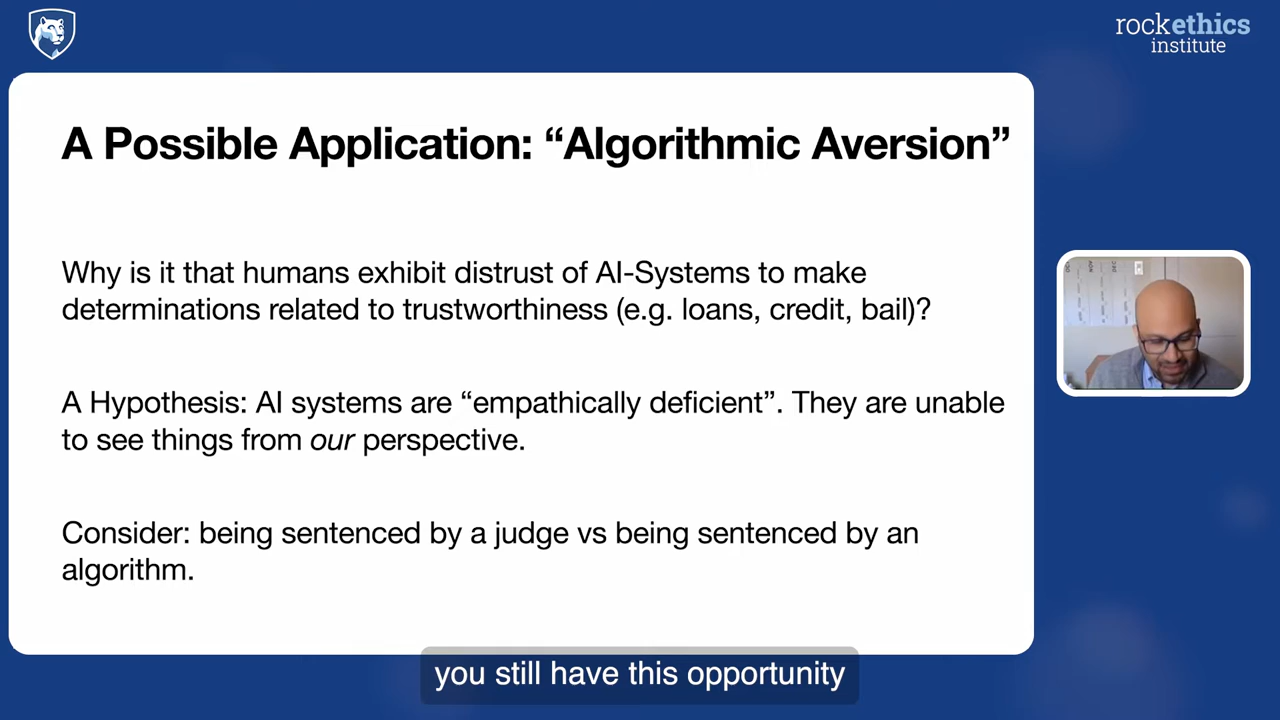 rockethics
institute
A Possible Application: “Algorithmic Aversion”
Why is it that humans exhibit distrust of AI-Systems to make
determinations related to trustworthiness (e.g. loans, credit, bail)?
A Hypothesis: AI systems are “empathically deficient”. They are unable
to see things from our perspective.
Consider: being sentenced by a judge vs being sentenced by an
algorithm.
you still have this opportunity